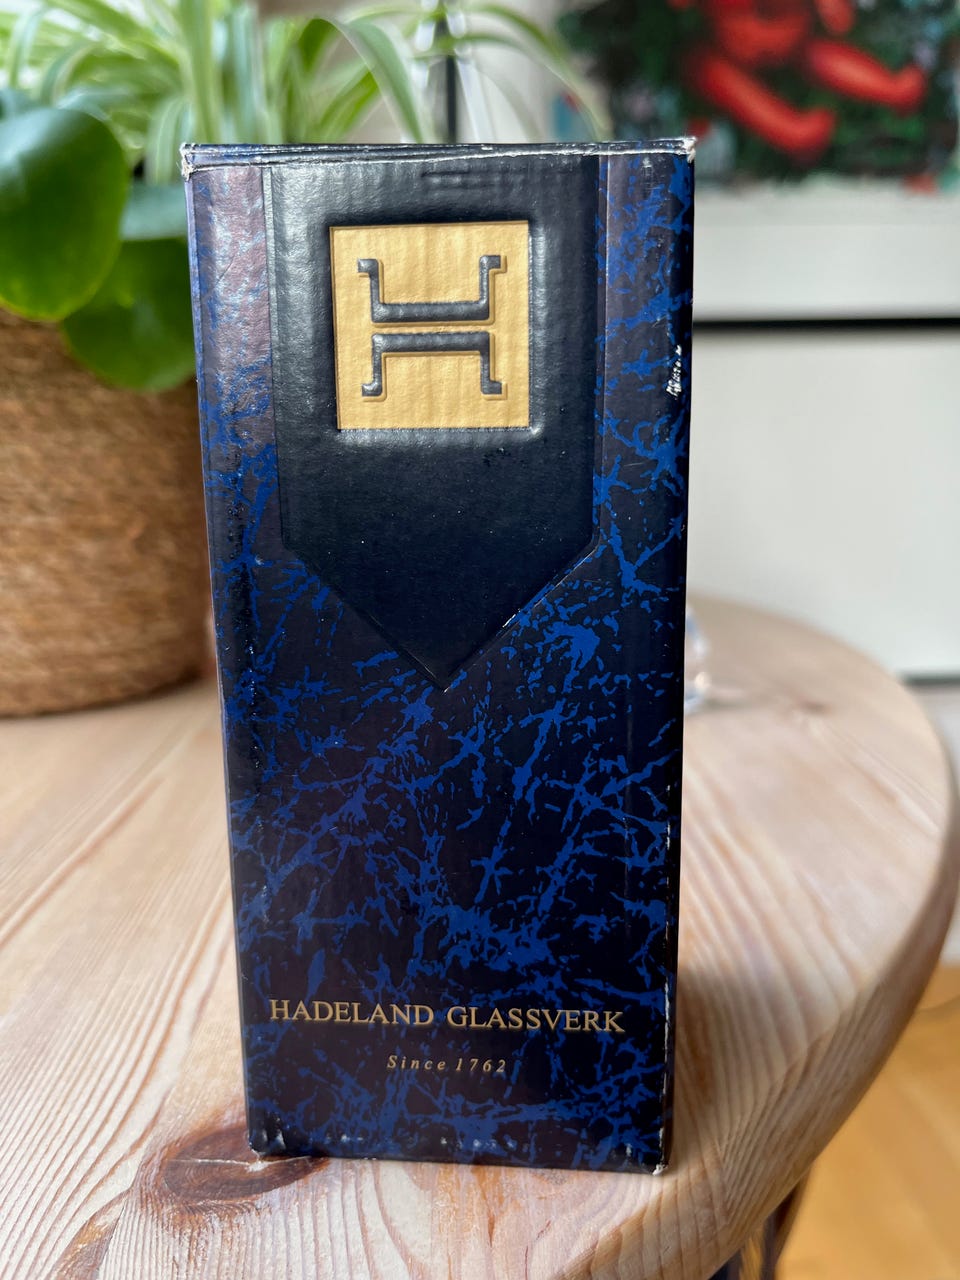 H
HADELAND GLASSVERK
Since 1762